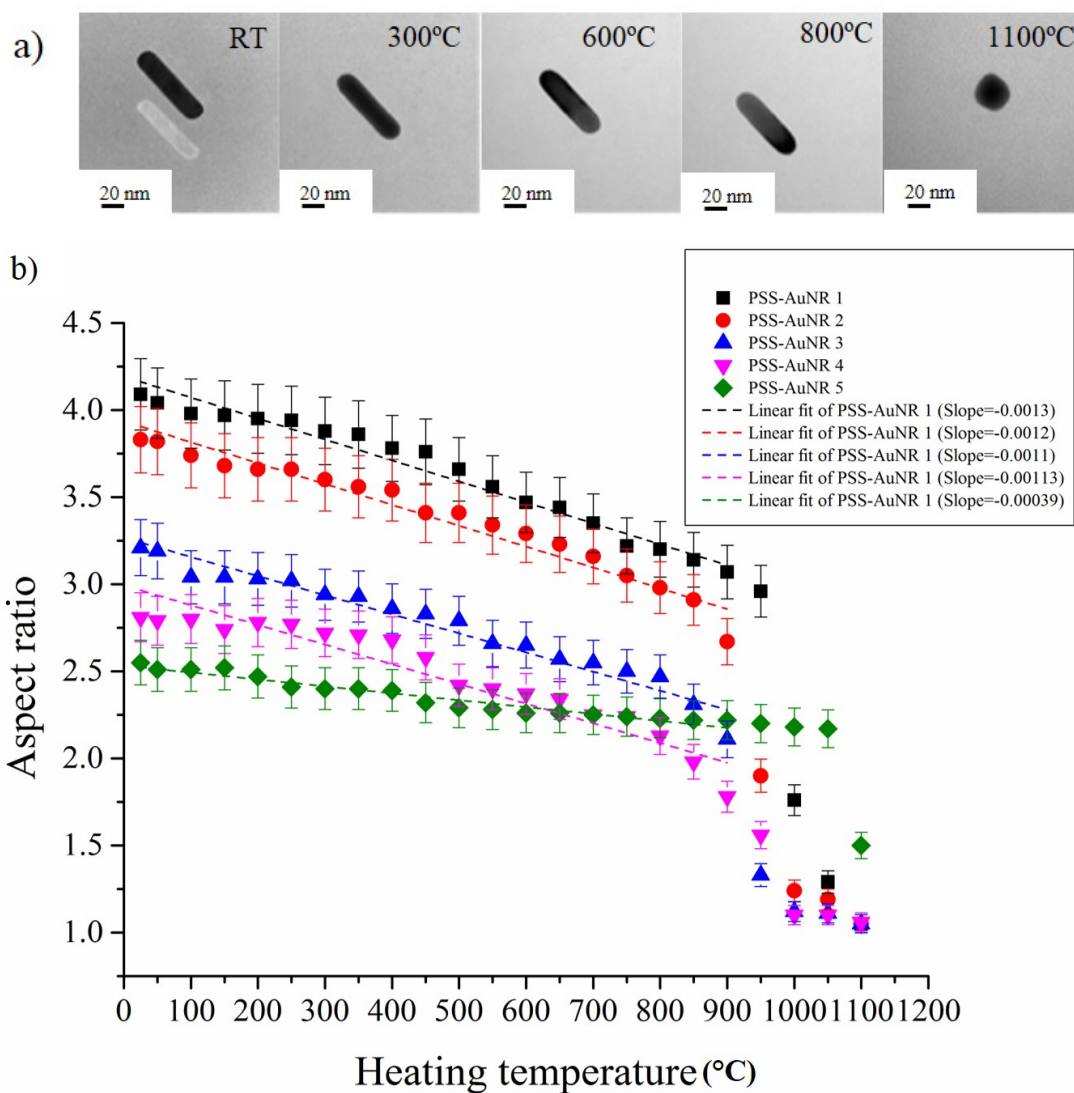 a)
RT
300ºC
600ºC
800ºC
1100ºC
20 nm
20 nm
20 nm
20 nm
20 nm
b)
PSS-AuNR 1
PSS-AuNR 2
PSS-AuNR 3
PSS-AuNR 4
PSS-AuNR 5
Linear fit of PSS-AuNR 1 (Slope=-0.0013)
Linear fit of PSS-AuNR 1 (Slope=-0.0012)
Linear fit of PSS-AuNR 1 (Slope=-0.0011)
Linear fit of PSS-AuNR 1 (Slope=-0.00113)
Linear fit of PSS-AuNR 1 (Slope=-0.00039)
4.5
4.0
3.5
3.0
2.5
2.0
1.5
1.0
Aspect ratio
0 100 200 300 400 500 600 700 800 900 1000 1100 1200
Heating temperature (°C)